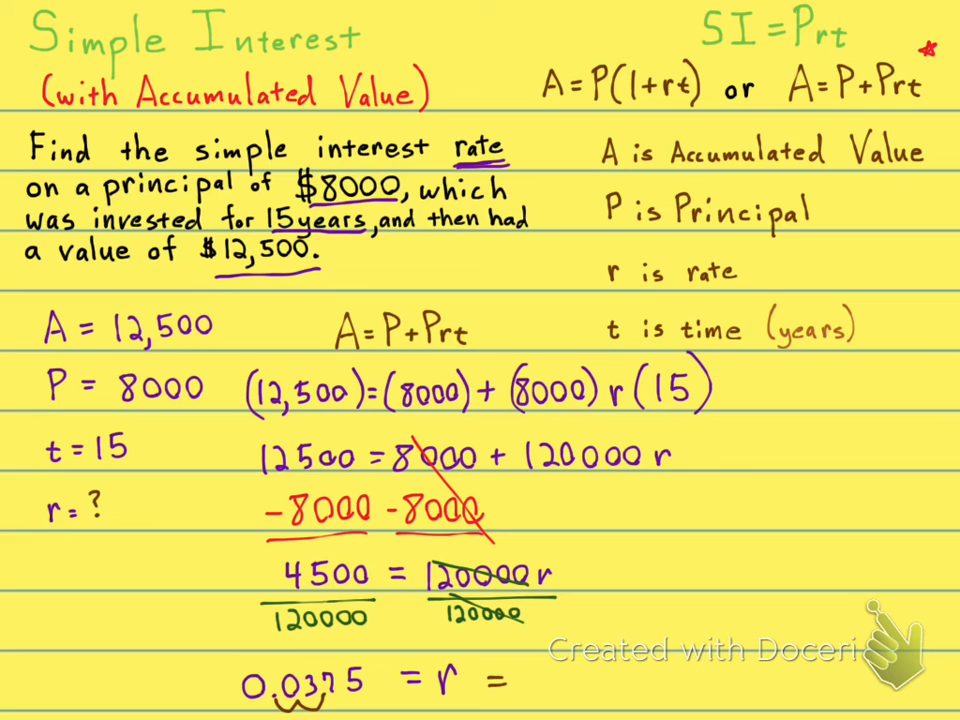 Simple Interest
SI = Prt
(with Accumulated Value)
A = P(1+rt) or A = P + Prt
Find the simple interest rate
on a principal of $8000, which
was invested for 15 years, and then had
a value of $12,500.
A is Accumulated Value
P is Principal
r is rate
t is time (years)
A = 12,500
P = 8000
t = 15
r = ?
A = P + Prt
(12,500) = (8000) + (8000) r (15)
12500 = 8000 + 120000 r
-8000 -8000
4500 = 120000 r
120000 120000
0.0375 = r =
Created with Doceri